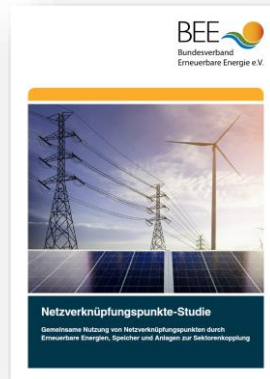 BEE
Bundesverband
Erneuerbare Energie e.V.
Netzverknüpfungspunkte-Studie
Gemeinsame Nutzung von Netzverknüpfungspunkten durch
Erneuerbare Energien, Speicher und Anlagen zur Sektorenkopplung